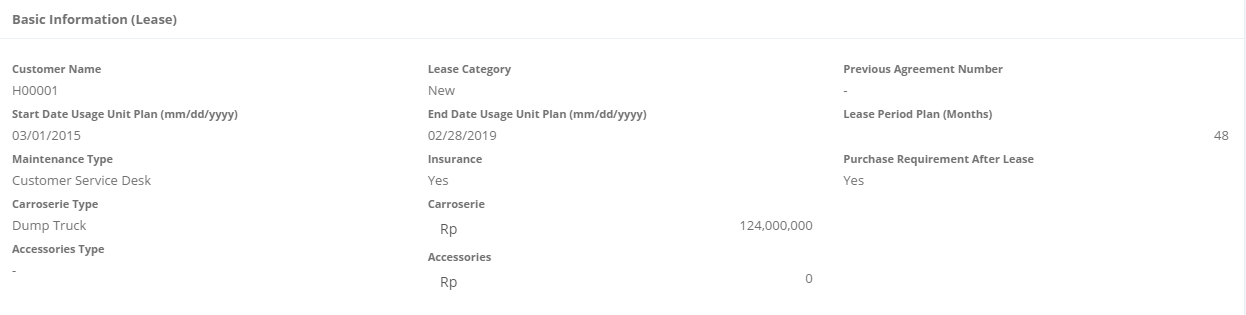 Basic Information (Lease)
Customer Name Lease Category Previous Agreement Number
H00001 New -
Start Date Usage Unit Plan (mm/dd/yyyy) End Date Usage Unit Plan (mm/dd/yyyy) Lease Period Plan (Months)
03/01/2015 02/28/2019 48
Maintenance Type Insurance Purchase Requirement After Lease
Customer Service Desk Yes Yes
Carroserie Type Carroserie
Dump Truck Rp 124,000,000
Accessories Type Accessories
- Rp 0